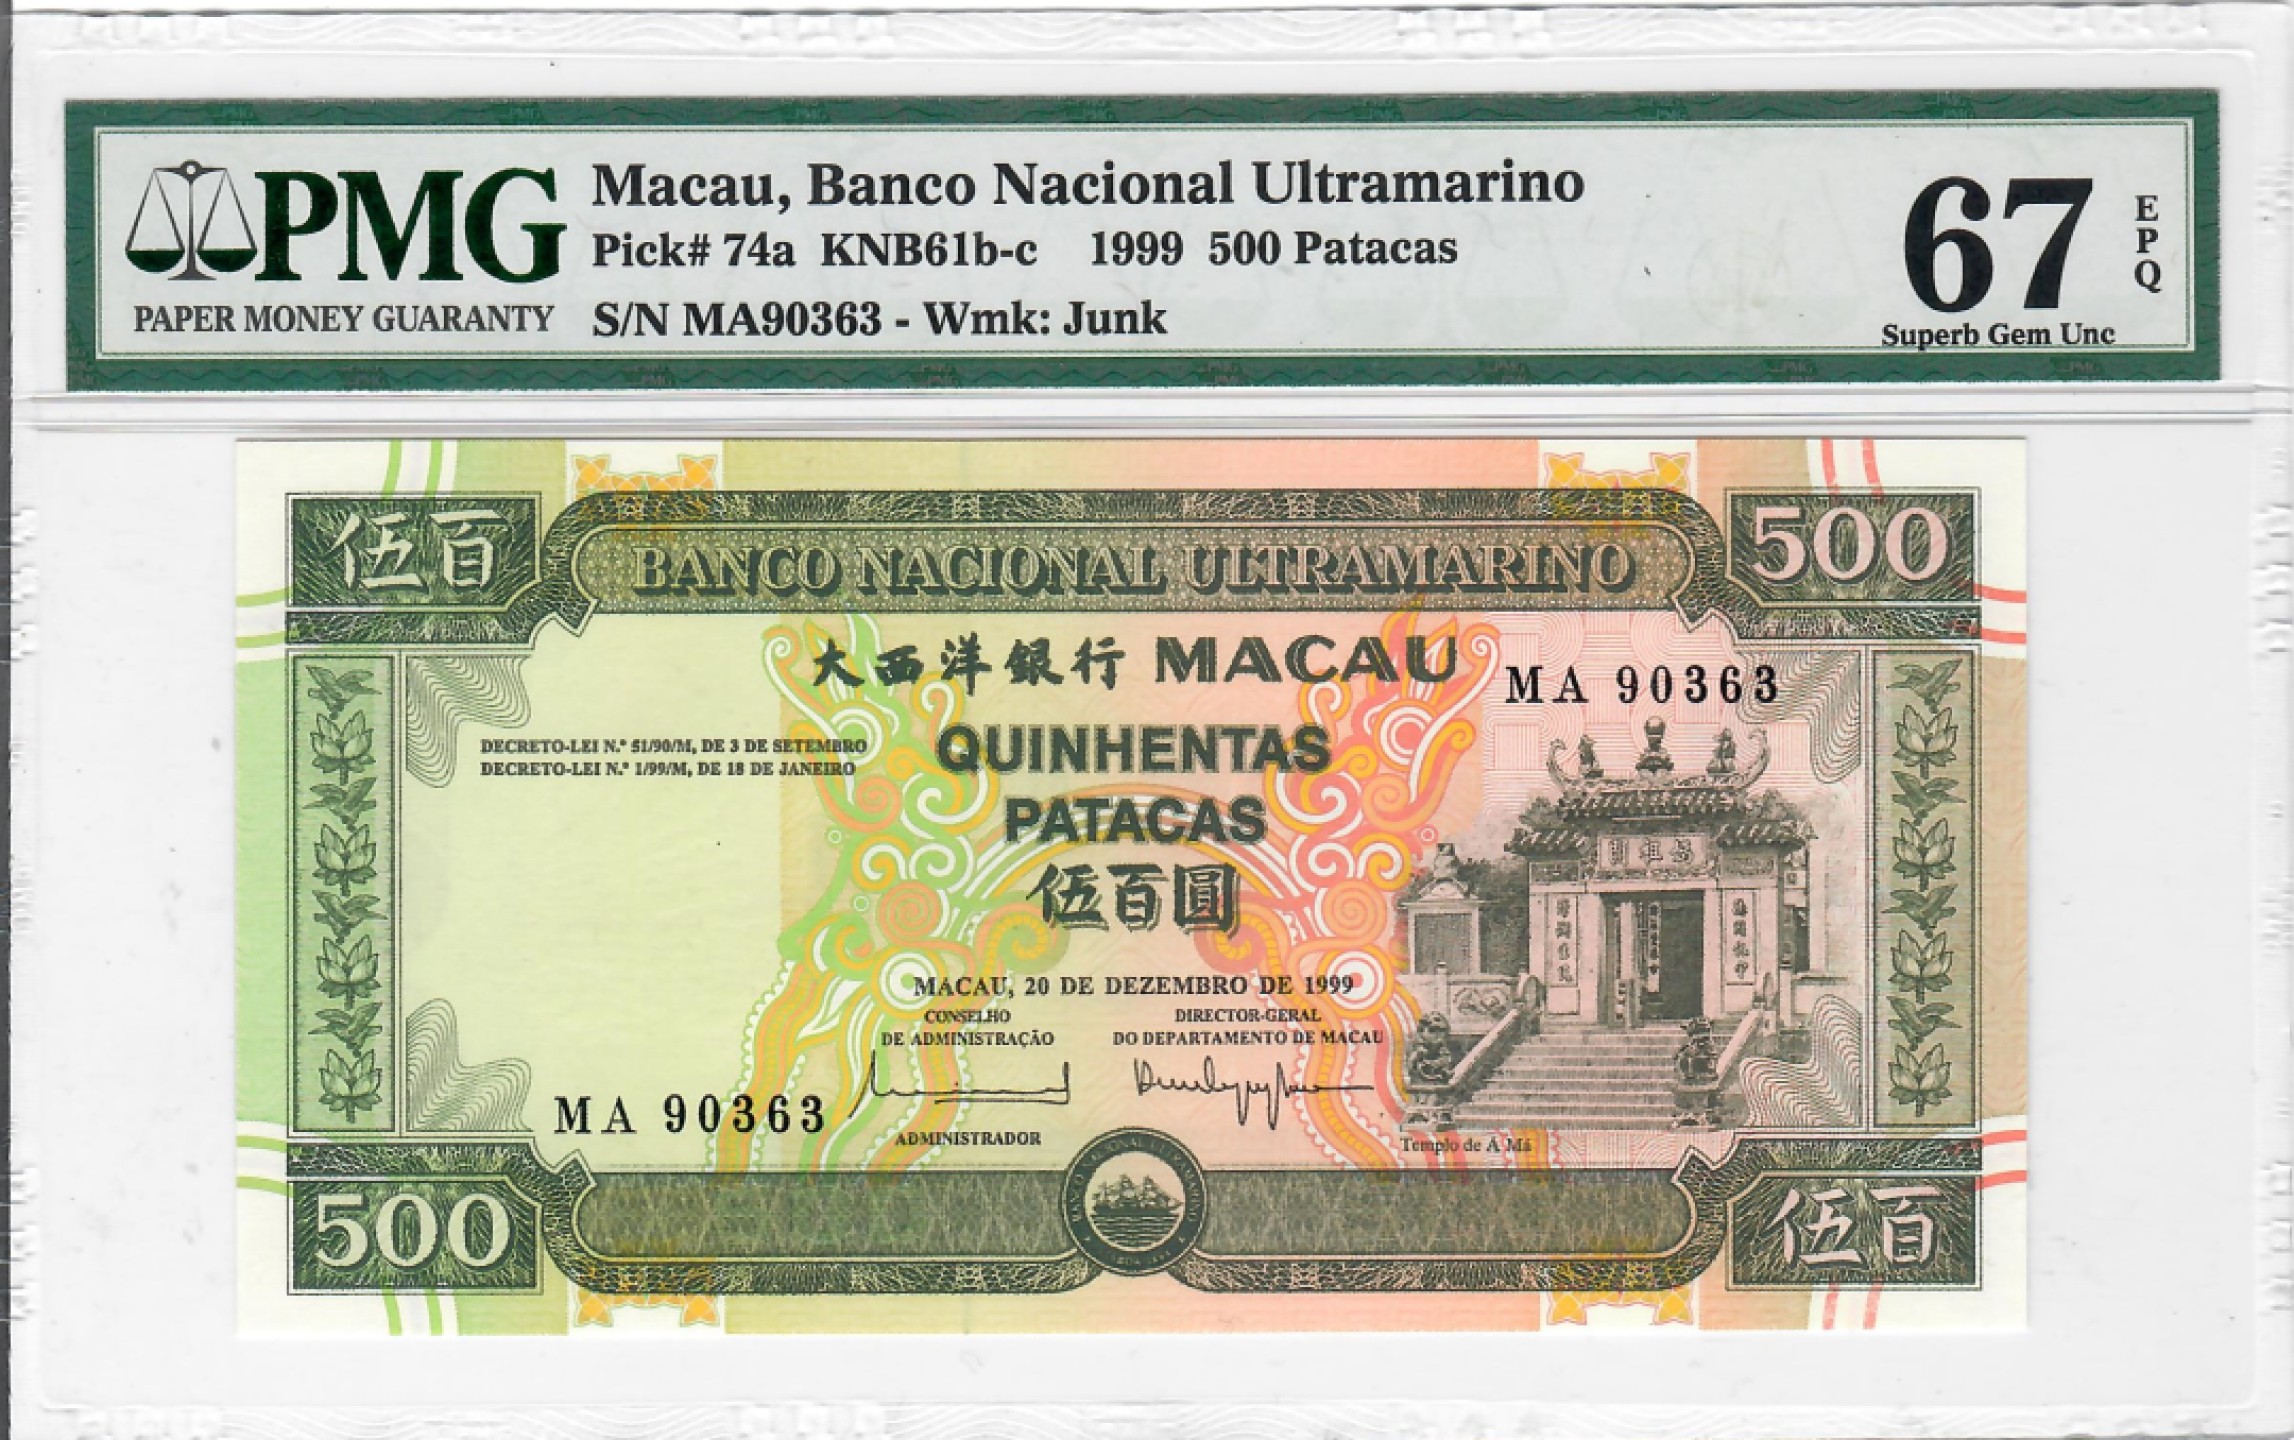 PMG
PAPER MONEY GUARANTY
Macau, Banco Nacional Ultramarino
Pick# 74a KNB61b-c 1999 500 Patacas
S/N MA90363 - Wmk: Junk
67
EPQ
Superb Gem Unc
伍百
BANCO NACIONAL ULTRAMARINO
500
大西洋銀行 MACAU
MA 90363
DECRETO-LEI N.º 51/90/M, DE 3 DE SETEMBRO
DECRETO-LEI N.º 1/99/M, DE 18 DE JANEIRO
QUINHENTAS
PATACAS
伍百圓
MACAU, 20 DE DEZEMBRO DE 1999
CONSELHO
DE ADMINISTRAÇÃO
DIRECTOR-GERAL
DO DEPARTAMENTO DE MACAU
MA 90363
ADMINISTRADOR
Templo de Á Má
500
伍百